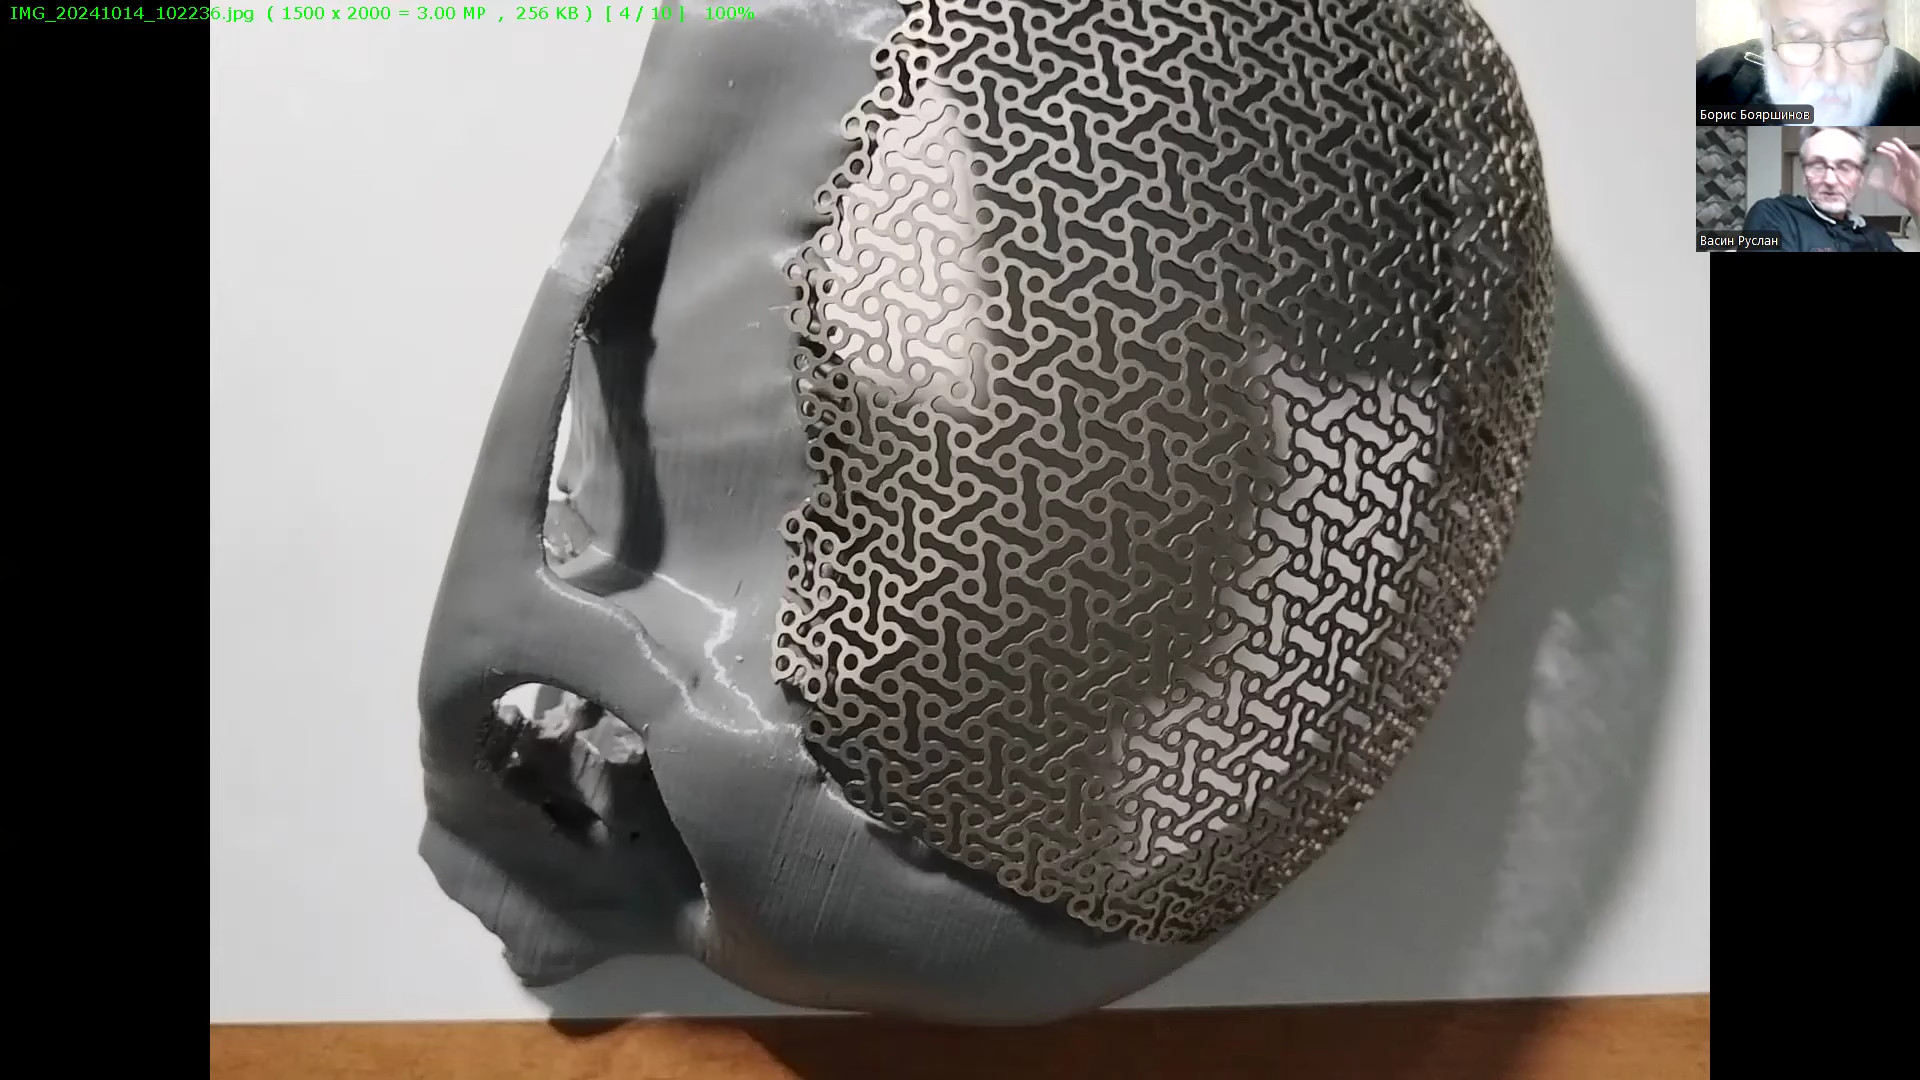 IMG_20241014_102236.jpg ( 1500 x 2000 = 3.00 MP , 256 KB ) [ 4 / 10 ] 100%
Борис Бояршинов
Васин Руслан